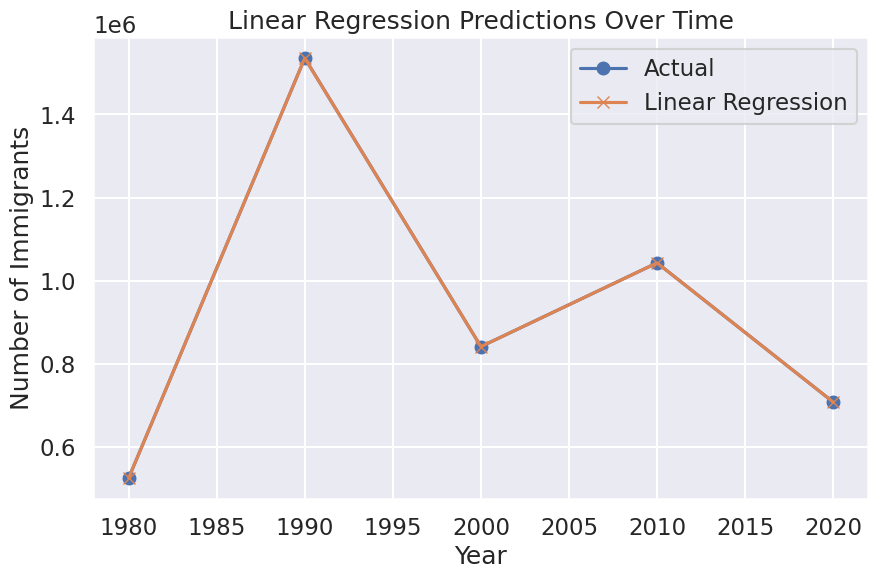 Linear Regression Predictions Over Time
1e6
Actual
Linear Regression
Number of Immigrants
1.4
1.2
1.0
0.8
0.6
1980 1985 1990 1995 2000 2005 2010 2015 2020
Year